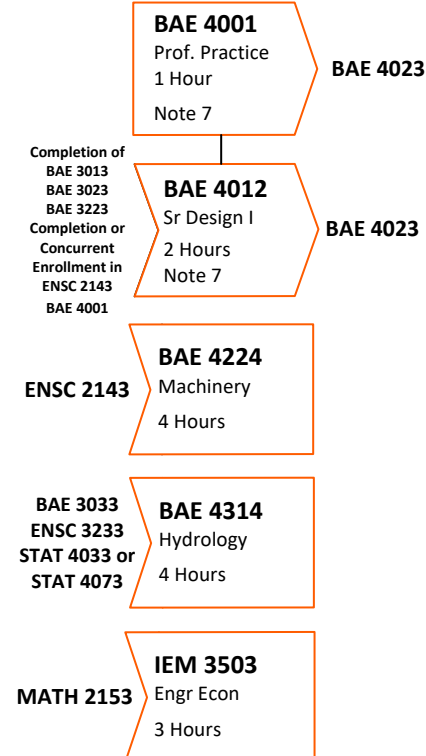 BAE 4001
Prof. Practice
1 Hour
Note 7
BAE 4023
Completion of
BAE 3013
BAE 3023
BAE 3223
Completion or
Concurrent
Enrollment in
ENSC 2143
BAE 4001
BAE 4012
Sr Design I
2 Hours
Note 7
BAE 4023
ENSC 2143
BAE 4224
Machinery
4 Hours
BAE 3033
ENSC 3233
STAT 4033 or
STAT 4073
BAE 4314
Hydrology
4 Hours
MATH 2153
IEM 3503
Engr Econ
3 Hours